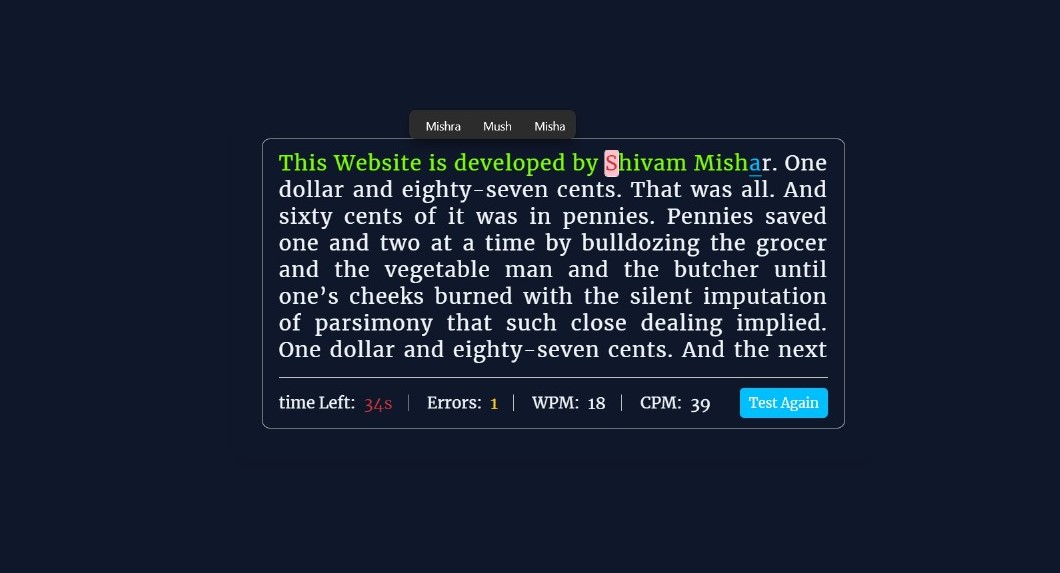 Mishra Mush Misha
This Website is developed by Shivam Mishar. One
dollar and eighty-seven cents. That was all. And
sixty cents of it was in pennies. Pennies saved
one and two at a time by bulldozing the grocer
and the vegetable man and the butcher until
one’s cheeks burned with the silent imputation
of parsimony that such close dealing implied.
One dollar and eighty-seven cents. And the next
time Left: 34s | Errors: 1 | WPM: 18 | CPM: 39 Test Again